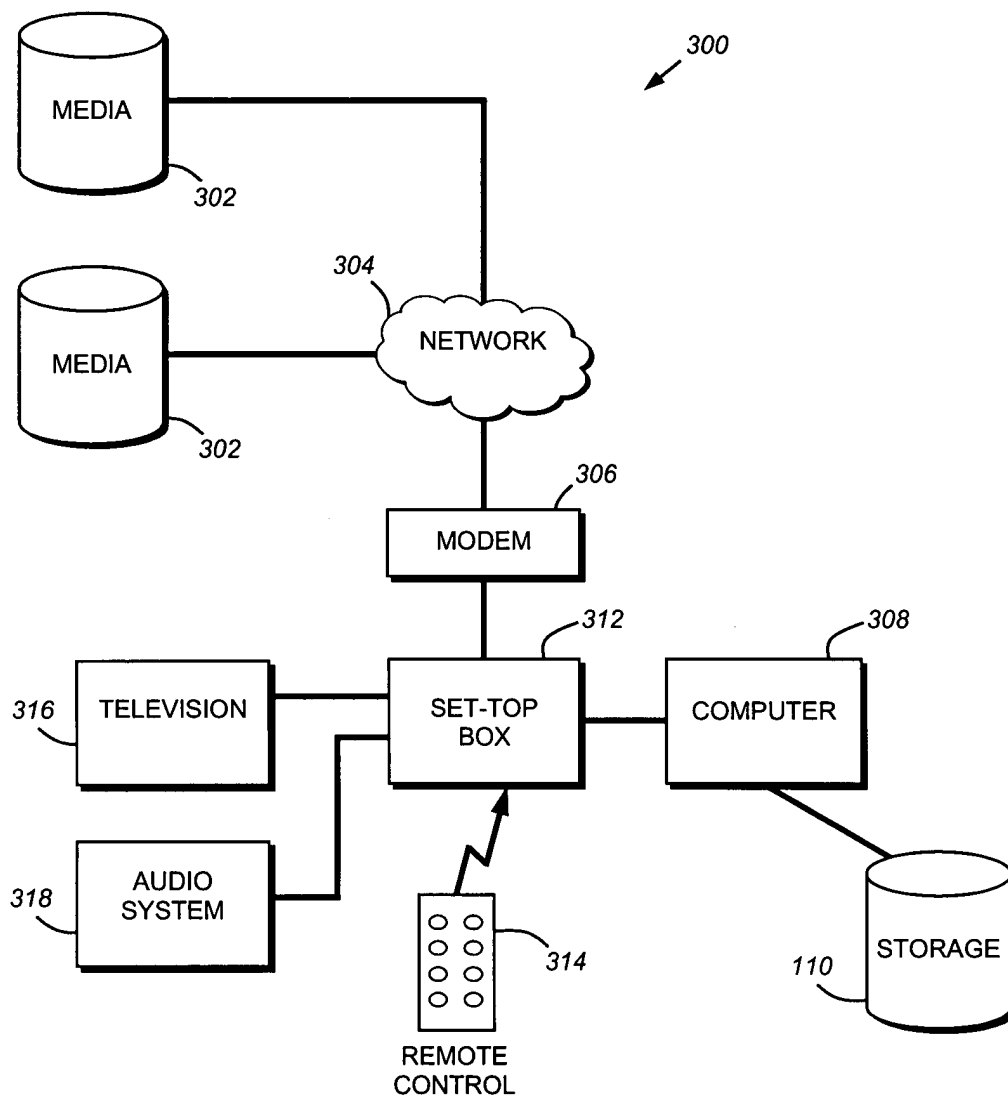 300
MEDIA
302
304
MEDIA
NETWORK
302
306
MODEM
312
308
TELEVISION
SET-TOP
BOX
COMPUTER
316
AUDIO
SYSTEM
318
314
STORAGE
110
REMOTE
CONTROL